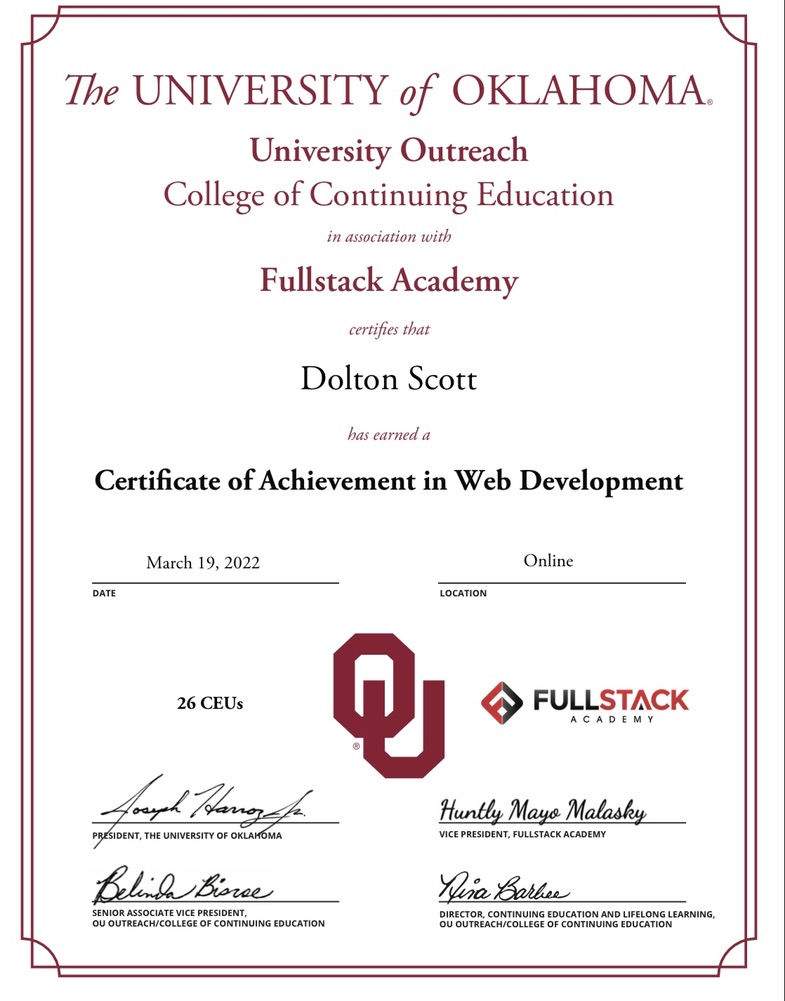 The UNIVERSITY of OKLAHOMA®
University Outreach
College of Continuing Education
in association with
Fullstack Academy
certifies that
Dolton Scott
has earned a
Certificate of Achievement in Web Development
March 19, 2022
DATE
Online
LOCATION
26 CEUs
OU®
FULLSTACK
ACADEMY
Joseph Harroz Jr.
PRESIDENT, THE UNIVERSITY OF OKLAHOMA
Huntly Mayo Malasky
VICE PRESIDENT, FULLSTACK ACADEMY
Belinda
SENIOR ASSOCIATE VICE PRESIDENT,
OU OUTREACH/COLLEGE OF CONTINUING EDUCATION
Nina Barbee
DIRECTOR, CONTINUING EDUCATION AND LIFELONG LEARNING,
OU OUTREACH/COLLEGE OF CONTINUING EDUCATION